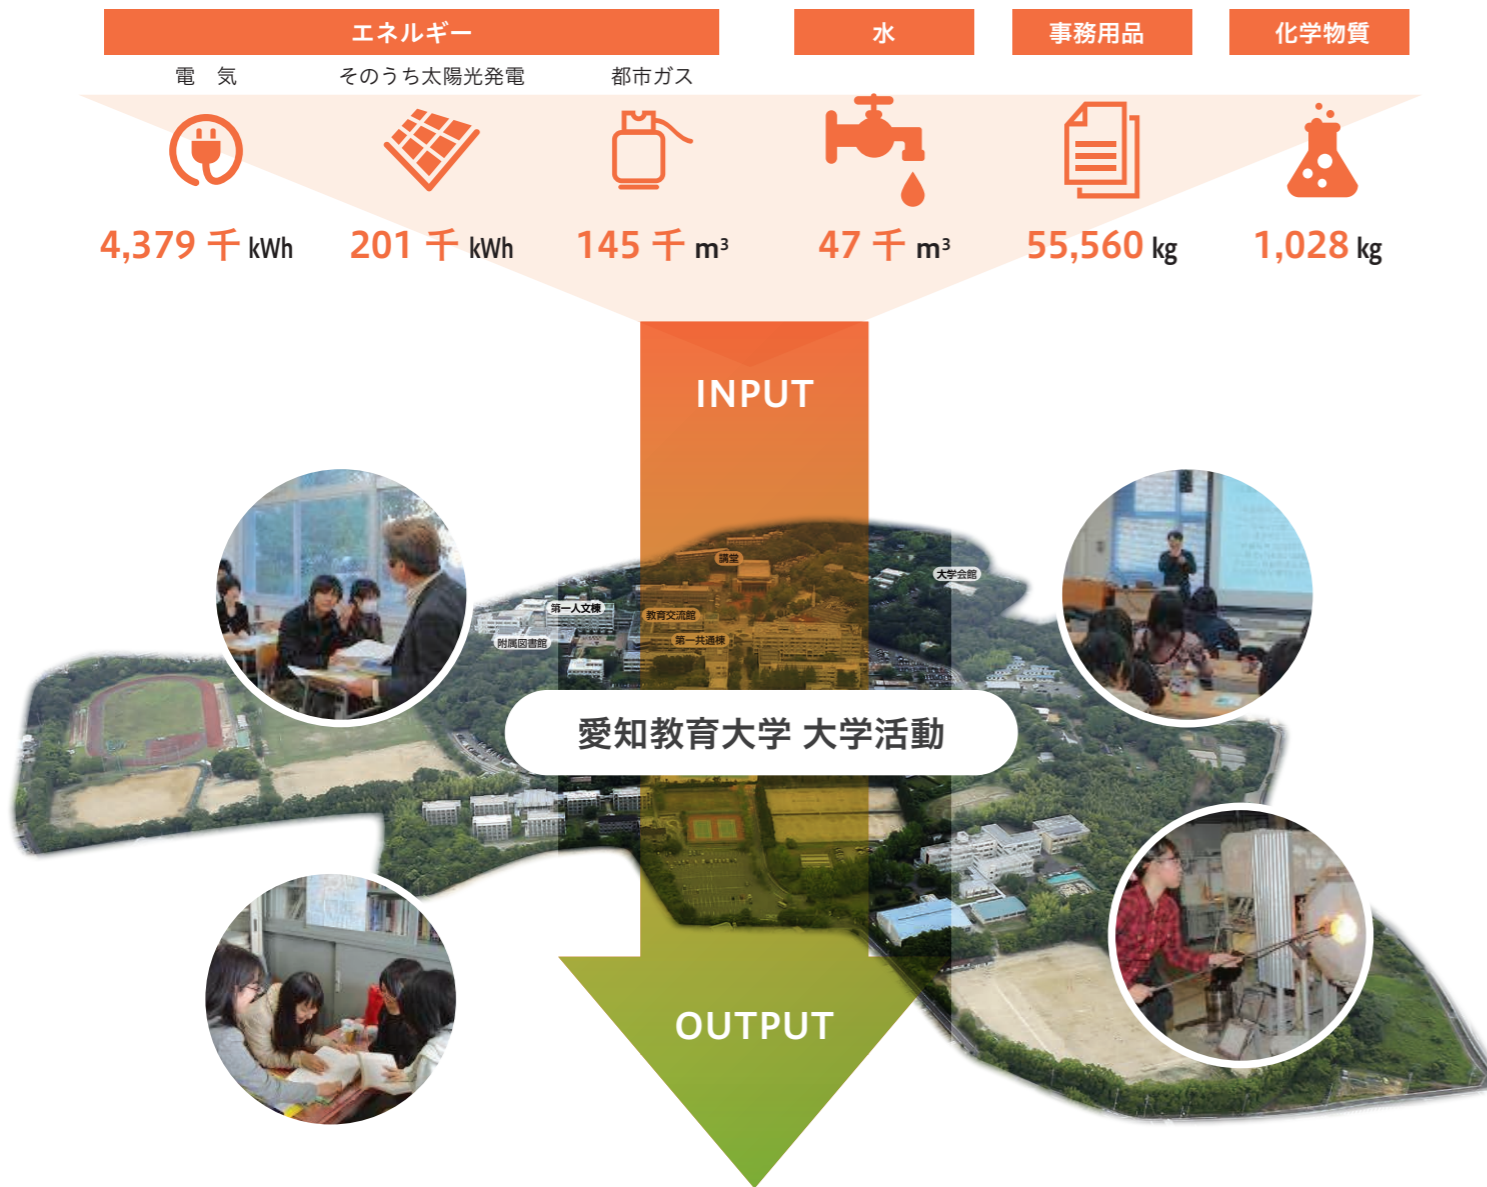 エネルギー 水 事務用品 化学物質
電　気 そのうち太陽光発電 都市ガス
4,379 千 kWh 201 千 kWh 145 千 m³ 47 千 m³ 55,560 kg 1,028 kg
INPUT
講堂
大学会館
第一人文棟
教育交流館
附属図書館
第一共通棟
愛知教育大学 大学活動
OUTPUT